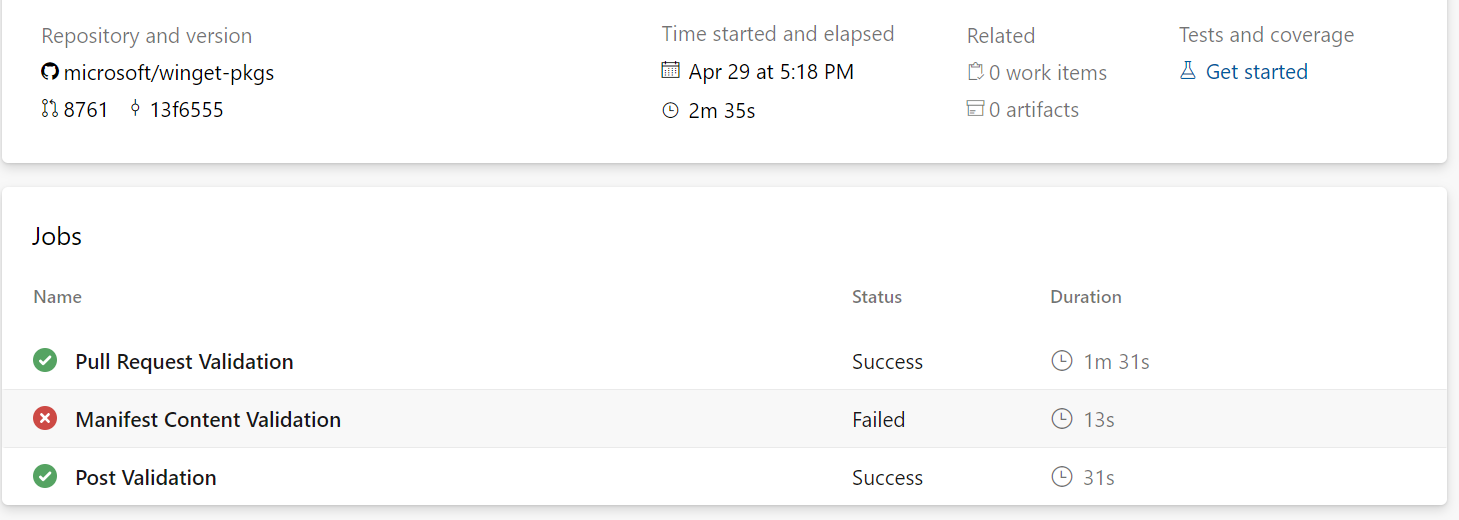 Repository and version
microsoft/winget-pkgs
8761 13f6555
Time started and elapsed
Apr 29 at 5:18 PM
2m 35s
Related
0 work items
0 artifacts
Tests and coverage
Get started
Jobs
Name Status Duration
Pull Request Validation Success 1m 31s
Manifest Content Validation Failed 13s
Post Validation Success 31s